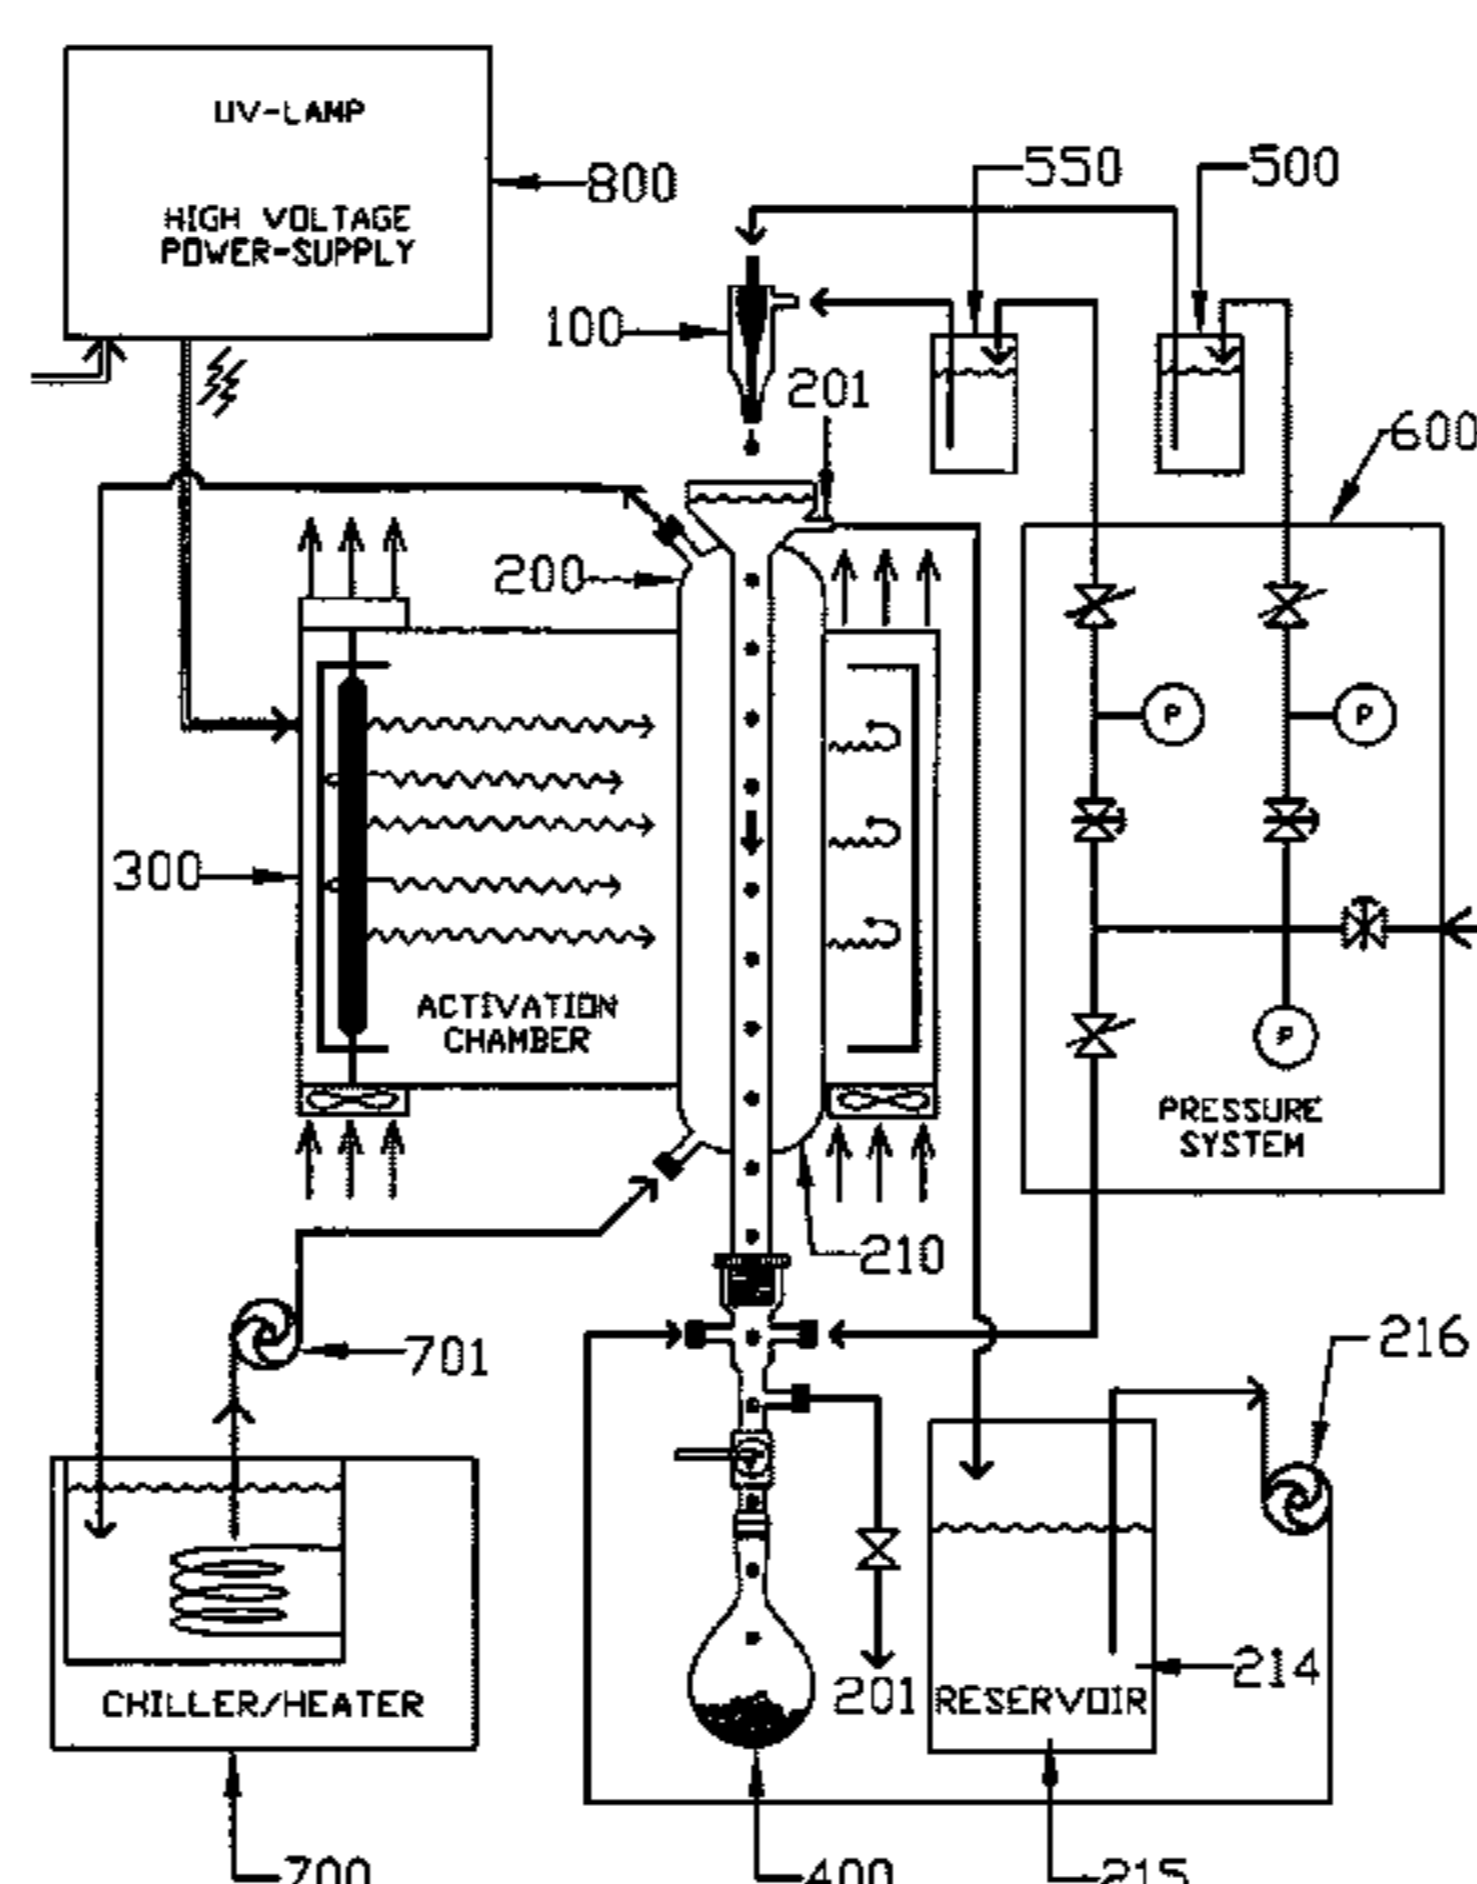 UV-LAMP
HIGH VOLTAGE
POWER-SUPPLY
800
550
500
100
201
600
200
P
P
300
P
ACTIVATION
CHAMBER
PRESSURE
SYSTEM
210
701
216
214
201
RESERVOIR
CHILLER/HEATER
700
400
215